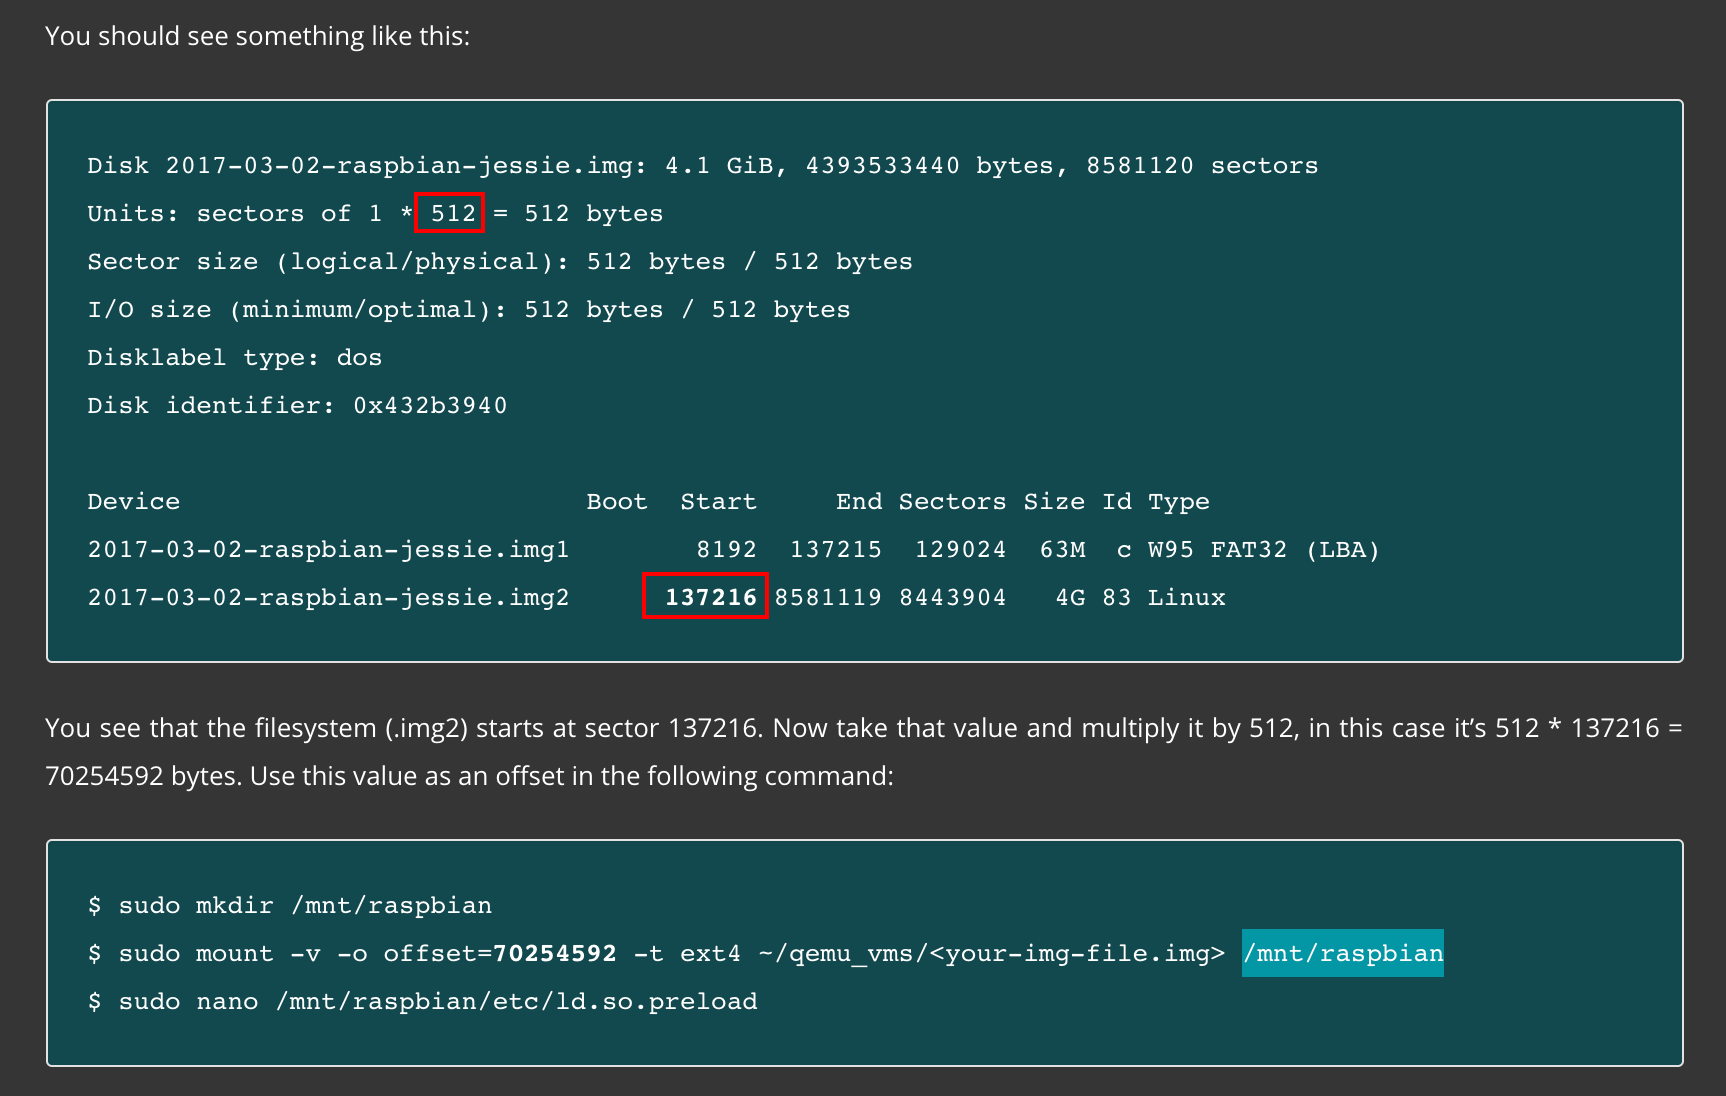 You should see something like this:
Disk 2017-03-02-raspbian-jessie.img: 4.1 GiB, 4393533440 bytes, 8581120 sectors
Units: sectors of 1 * 512 = 512 bytes
Sector size (logical/physical): 512 bytes / 512 bytes
I/O size (minimum/optimal): 512 bytes / 512 bytes
Disklabel type: dos
Disk identifier: 0x432b3940
Device Boot Start End Sectors Size Id Type
2017-03-02-raspbian-jessie.img1 8192 137215 129024 63M c W95 FAT32 (LBA)
2017-03-02-raspbian-jessie.img2 137216 8581119 8443904 4G 83 Linux
You see that the filesystem (.img2) starts at sector 137216. Now take that value and multiply it by 512, in this case it’s 512 * 137216 =
70254592 bytes. Use this value as an offset in the following command:
$ sudo mkdir /mnt/raspbian
$ sudo mount -v -o offset=70254592 -t ext4 ~/qemu_vms/<your-img-file.img> /mnt/raspbian
$ sudo nano /mnt/raspbian/etc/ld.so.preload